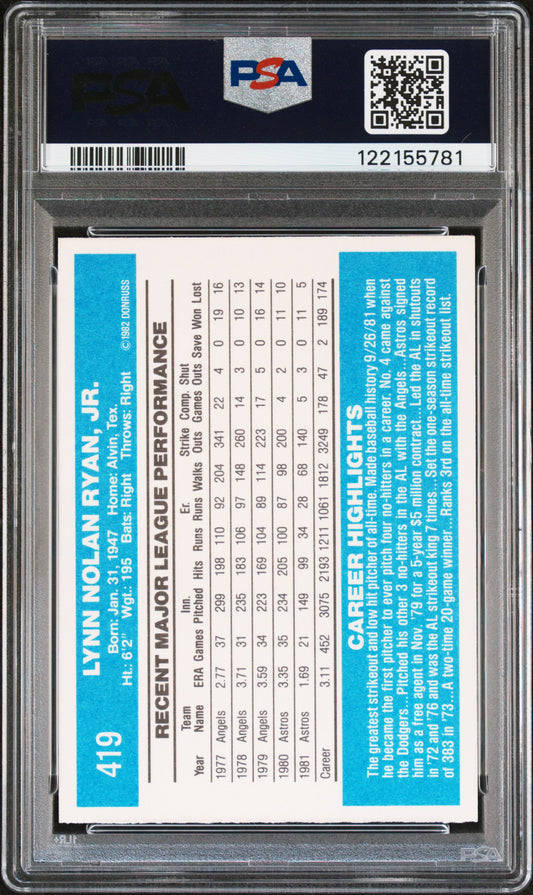 PSA
PSA
122155781
419
LYNN NOLAN RYAN, JR.
Born: Jan. 31, 1947 Home: Alvin, Tex.
Ht.: 6'2" Wgt.: 195 Bats: Right Throws: Right
©1982 DONRUSS
RECENT MAJOR LEAGUE PERFORMANCE
Team Inn. Er. Strike Comp. Shut
Year Name ERA Games Pitched Hits Runs Runs Walks Outs Games Outs Save Won Lost
1977 Angels 2.77 37 299 198 110 92 204 341 22 4 0 19 16
1978 Angels 3.71 31 235 183 106 97 148 260 14 3 0 10 13
1979 Angels 3.59 34 223 169 104 89 114 223 17 5 0 16 14
1980 Astros 3.35 35 234 205 100 87 98 200 4 2 0 11 10
1981 Astros 1.69 21 149 99 34 28 68 140 5 3 0 11 5
Career 3.11 452 3075 2193 1211 1061 1812 3249 178 47 2 189 174
CAREER HIGHLIGHTS
The greatest strikeout and low hit pitcher of all-time. Made baseball history 9/26/81 when
he became the first pitcher to ever pitch four no-hitters in a career. No. 4 came against
the Dodgers...Pitched his other 3 no-hitters in the AL with the Angels...Astros signed
him as a free agent in Nov. '79 for a 5-year $5 million contract...Led the AL in shutouts
in '72 and '76 and was the AL strikeout king 7 times...Set the one-season strikeout record
of 383 in '73...A two-time 20-game winner...Ranks 3rd on the all-time strikeout list.
PSA